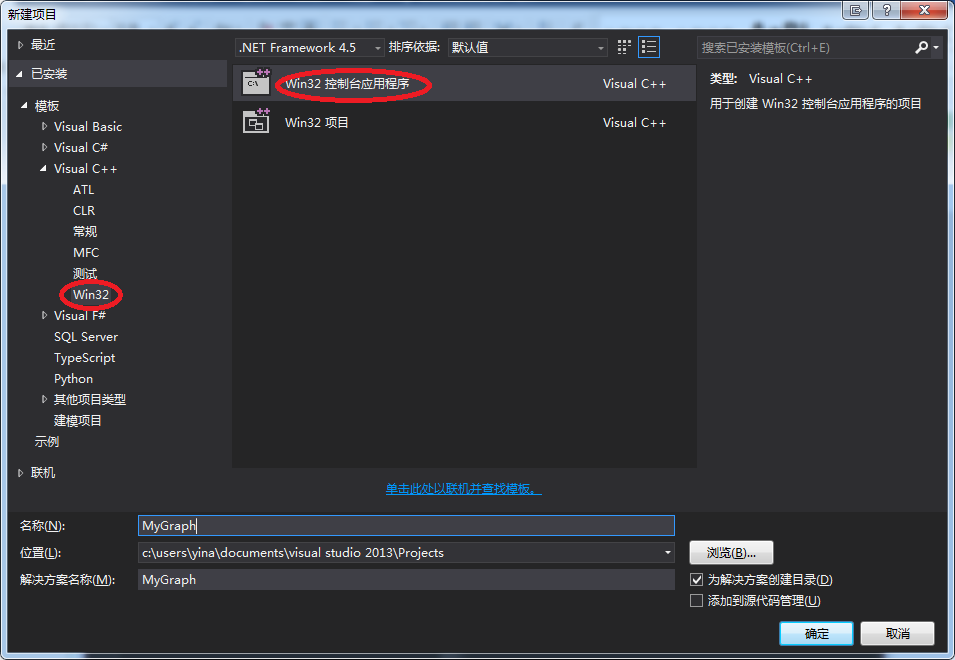 新建项目
最近
已安装
模板
Visual Basic
Visual C#
Visual C++
ATL
CLR
常规
MFC
测试
Win32
Visual F#
SQL Server
TypeScript
Python
其他项目类型
建模项目
示例
联机
.NET Framework 4.5 排序依据: 默认值
Win32 控制台应用程序 Visual C++
Win32 项目 Visual C++
单击此处以联机并查找模板。
搜索已安装模板(Ctrl+E)
类型: Visual C++
用于创建 Win32 控制台应用程序的项目
名称(N): MyGraph
位置(L): c:\users\yina\documents\visual studio 2013\Projects
浏览(B)...
解决方案名称(M): MyGraph
为解决方案创建目录(D)
添加到源代码管理(U)
确定 取消